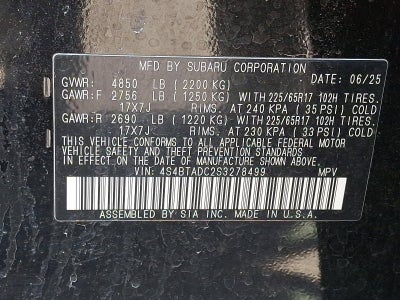 MFD BY SUBARU CORPORATION
GVWR: 4850 LB (2200 KG) DATE: 06/25
GAWR:F 2756 LB (1250 KG) WITH 225/65R17 102H TIRES.
17X7J RIMS. AT 240 KPA (35 PSI) COLD
GAWR:R 2690 LB (1220 KG) WITH 225/65R17 102H TIRES.
17X7J RIMS. AT 230 KPA (33 PSI) COLD
THIS VEHICLE CONFORMS TO ALL APPLICABLE FEDERAL MOTOR
VEHICLE SAFETY AND THEFT PREVENTION STANDARDS IN EFFECT
ON THE DATE OF MANUFACTURE SHOWN ABOVE.
VIN: 4S4BTADC2S3278499 MPV
ASSEMBLED BY SIA INC. MADE IN U.S.A.